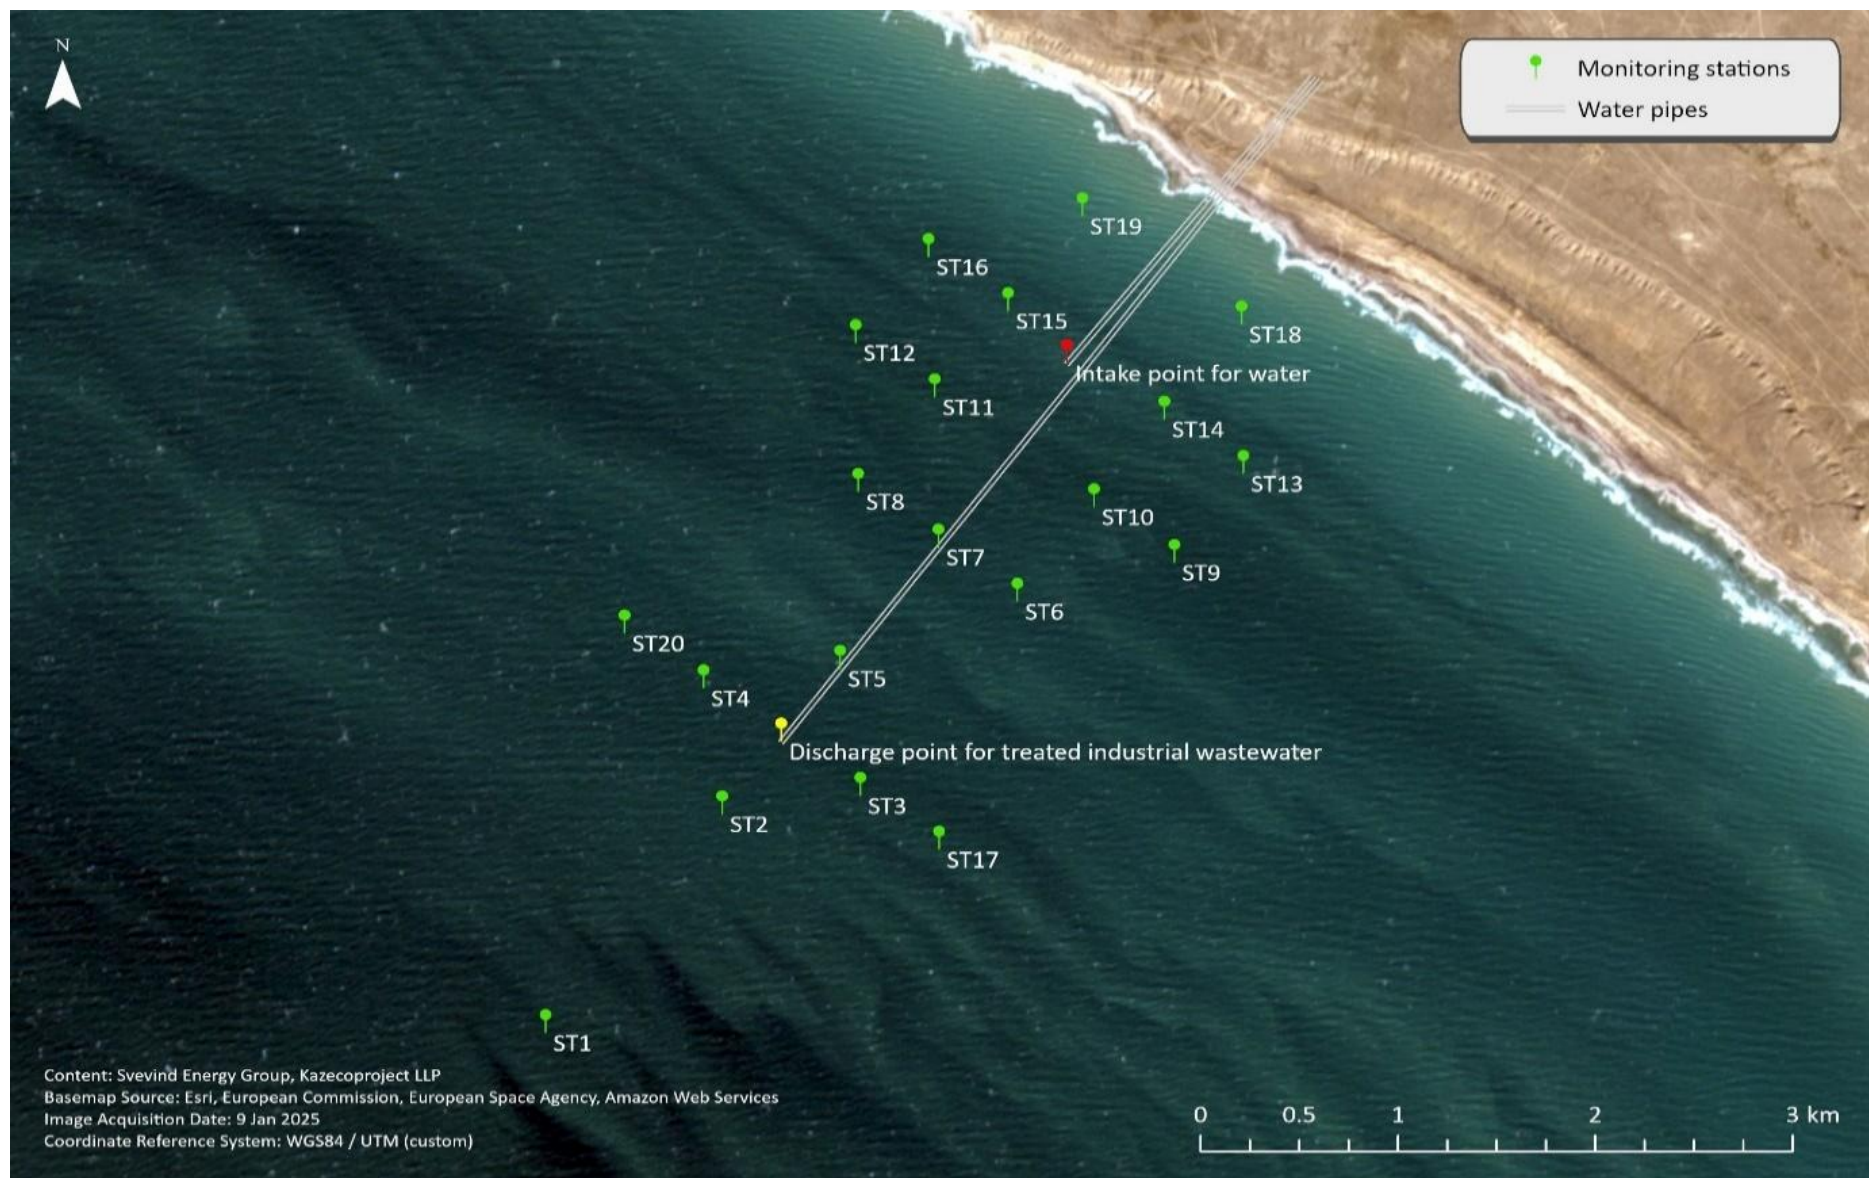 N
Monitoring stations
Water pipes
ST19
ST16
ST15
ST18
ST12
Intake point for water
ST11
ST14
ST13
ST8
ST10
ST7
ST9
ST6
ST20
ST5
ST4
Discharge point for treated industrial wastewater
ST3
ST2
ST17
ST1
Content: Svevind Energy Group, Kazecoproject LLP
Basemap Source: Esri, European Commission, European Space Agency, Amazon Web Services
Image Acquisition Date: 9 Jan 2025
Coordinate Reference System: WGS84 / UTM (custom)
0 0.5 1 2 3 km